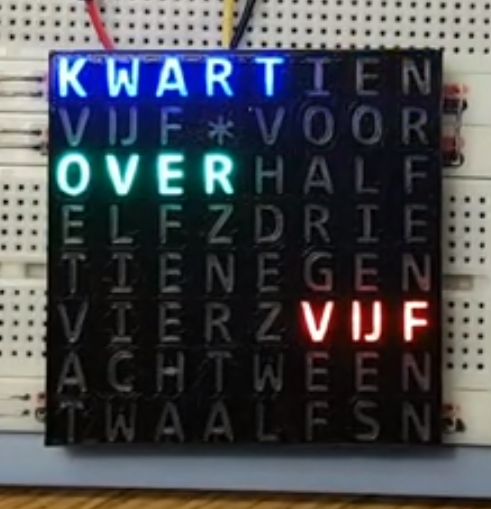 KWARTIEN
VIJF*VOOR
OVERHALF
ELFZDRIE
TIENEGEN
VIERZVIJF
ACHTWEEN
TWAALFSN